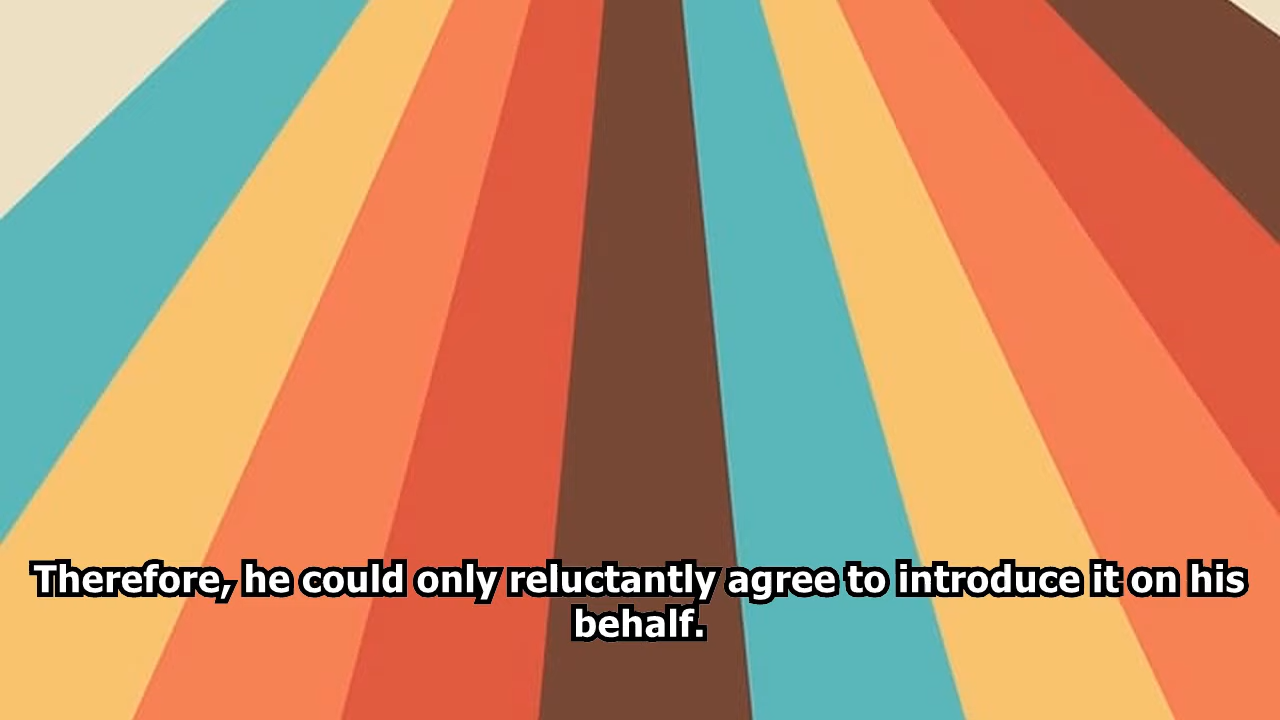 Therefore, he could only reluctantly agree to introduce it on his
behalf.